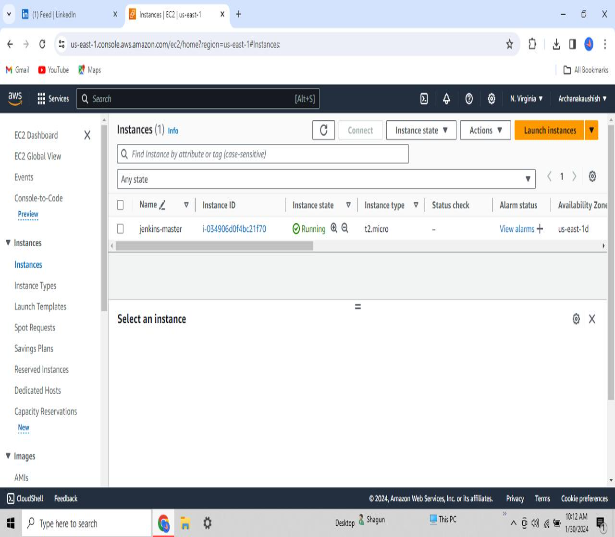 (1) Feed | LinkedIn
Instances | EC2 | us-east-1
us-east-1.console.aws.amazon.com/ec2/home?region=us-east-1#Instances:
Gmail YouTube Maps All Bookmarks
aws Services Search [Alt+S] N. Virginia Archanakaushish
EC2 Dashboard
EC2 Global View
Events
Console-to-Code
Preview
Instances
Instances
Instance Types
Launch Templates
Spot Requests
Savings Plans
Reserved Instances
Dedicated Hosts
Capacity Reservations
New
Images
AMIs
Instances (1) Info Connect Instance state Actions Launch instances
Find Instance by attribute or tag (case-sensitive)
Any state 1
Name Instance ID Instance state Instance type Status check Alarm status Availability Zone
jenkins-master i-034906d0f4bc21f70 Running t2.micro – View alarms + us-east-1d
Select an instance
CloudShell Feedback © 2024, Amazon Web Services, Inc. or its affiliates. Privacy Terms Cookie preferences
Type here to search Desktop Shagun This PC
10:12 AM
1/30/2024